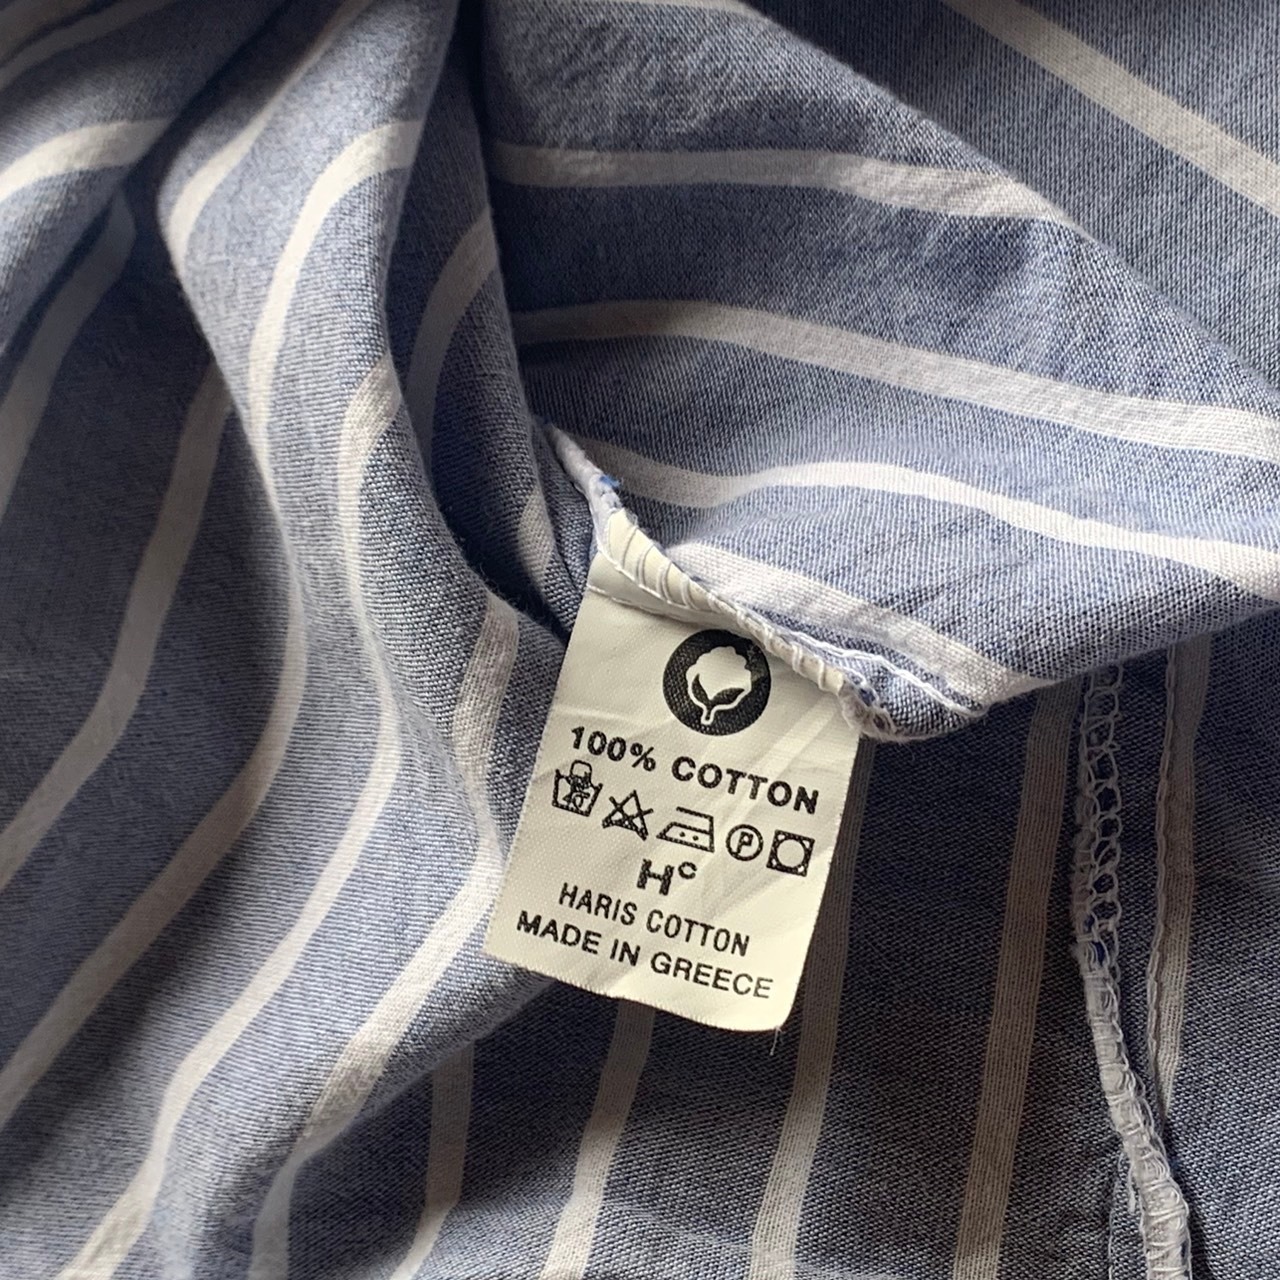 100% COTTON
P
H c
HARIS COTTON
MADE IN GREECE